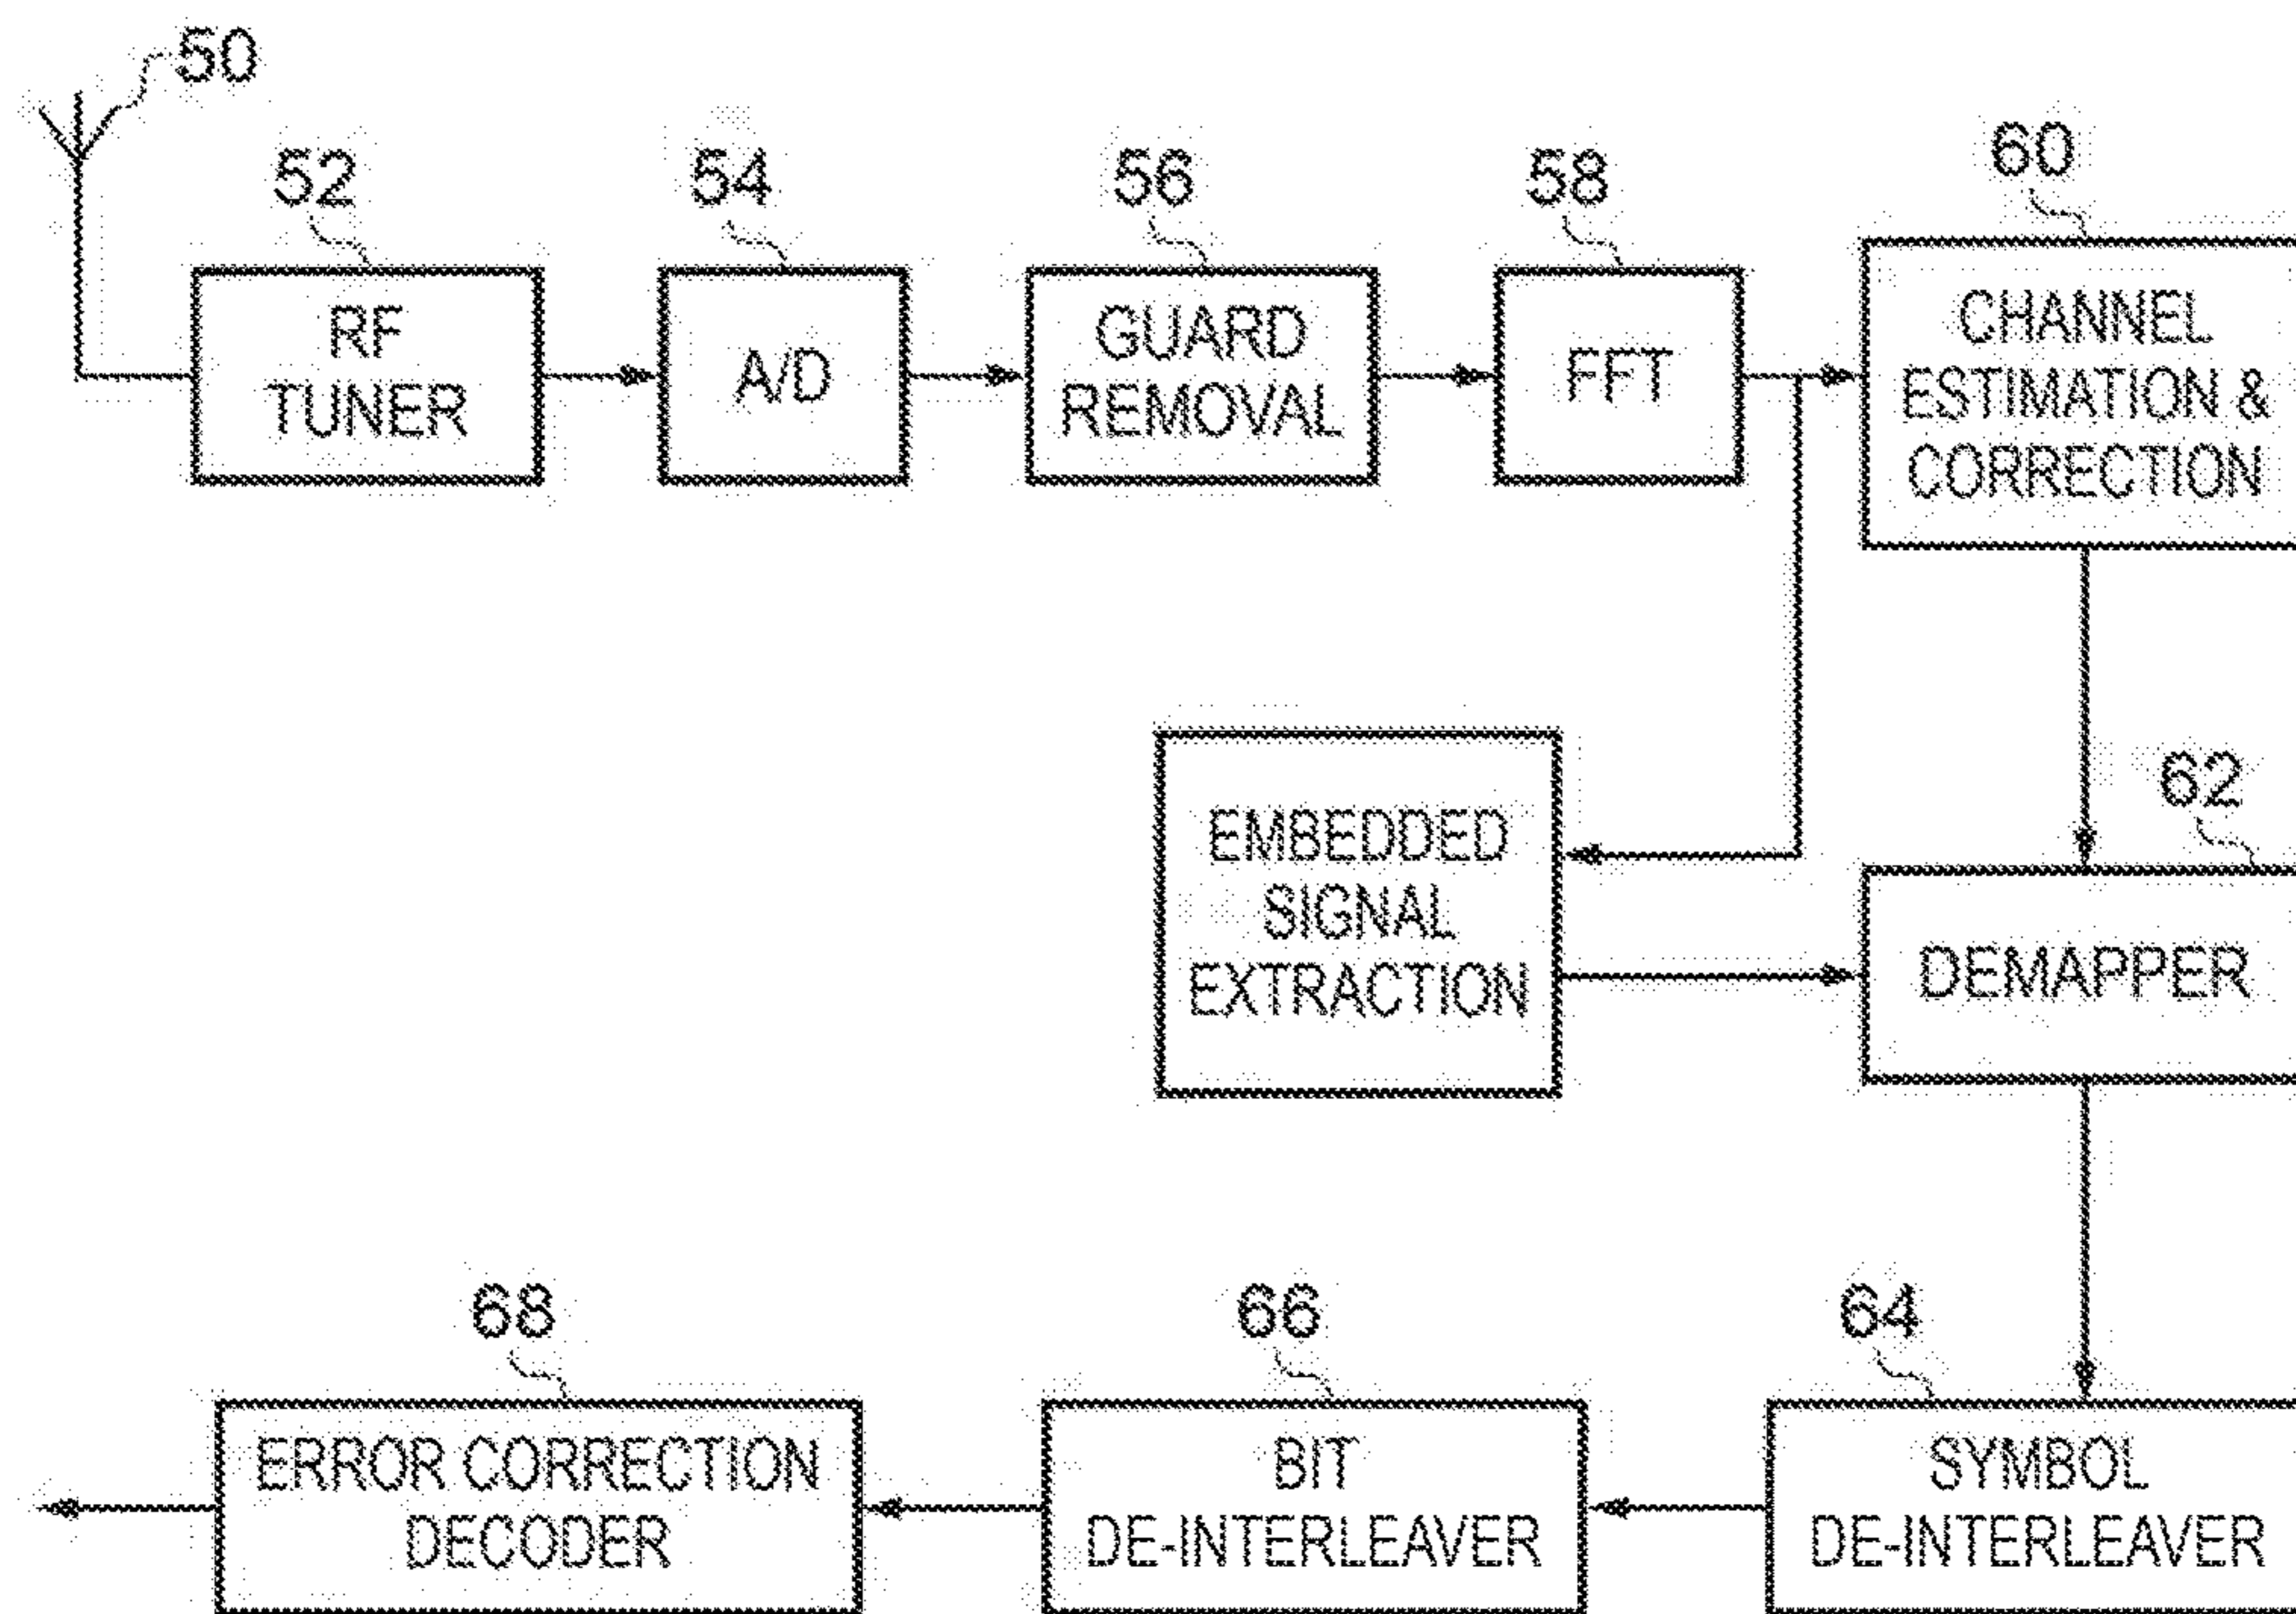 50
52
54
56
58
60
RF
TUNER
A/D
GUARD
REMOVAL
FFT
CHANNEL
ESTIMATION &
CORRECTION
62
EMBEDDED
SIGNAL
EXTRACTION
DEMAPPER
68
66
64
ERROR CORRECTION
DECODER
BIT
DE-INTERLEAVER
SYMBOL
DE-INTERLEAVER